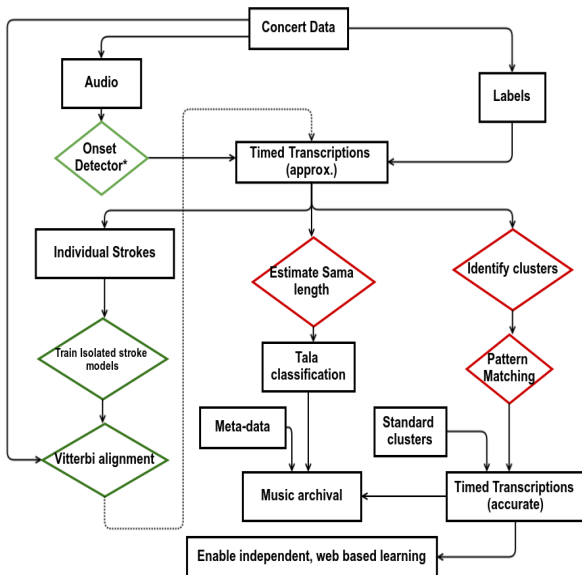 Concert Data
Audio
Labels
Onset
Detector*
Timed Transcriptions
(approx.)
Individual Strokes
Estimate Sama
length
Identify clusters
Train Isolated stroke
models
Tala
classification
Pattern
Matching
Meta-data
Standard
clusters
Vitterbi alignment
Music archival
Timed Transcriptions
(accurate)
Enable independent, web based learning